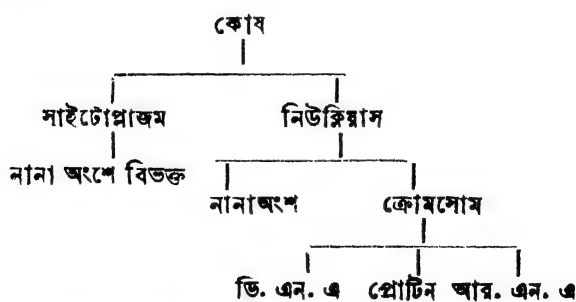 কোষ
সাইটোপ্লাজম নিউক্লিয়াস
নানা অংশে বিভক্ত
নানাঅংশ ক্রোমসোম
ডি. এন. এ প্রোটিন আর. এন. এ